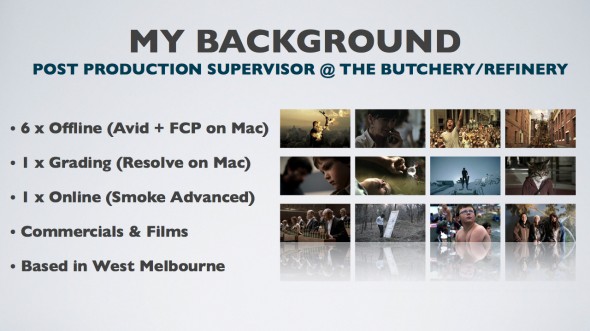 MY BACKGROUND
POST PRODUCTION SUPERVISOR @ THE BUTCHERY/REFINERY
• 6 x Offline (Avid + FCP on Mac)
• 1 x Grading (Resolve on Mac)
• 1 x Online (Smoke Advanced)
• Commercials & Films
• Based in West Melbourne